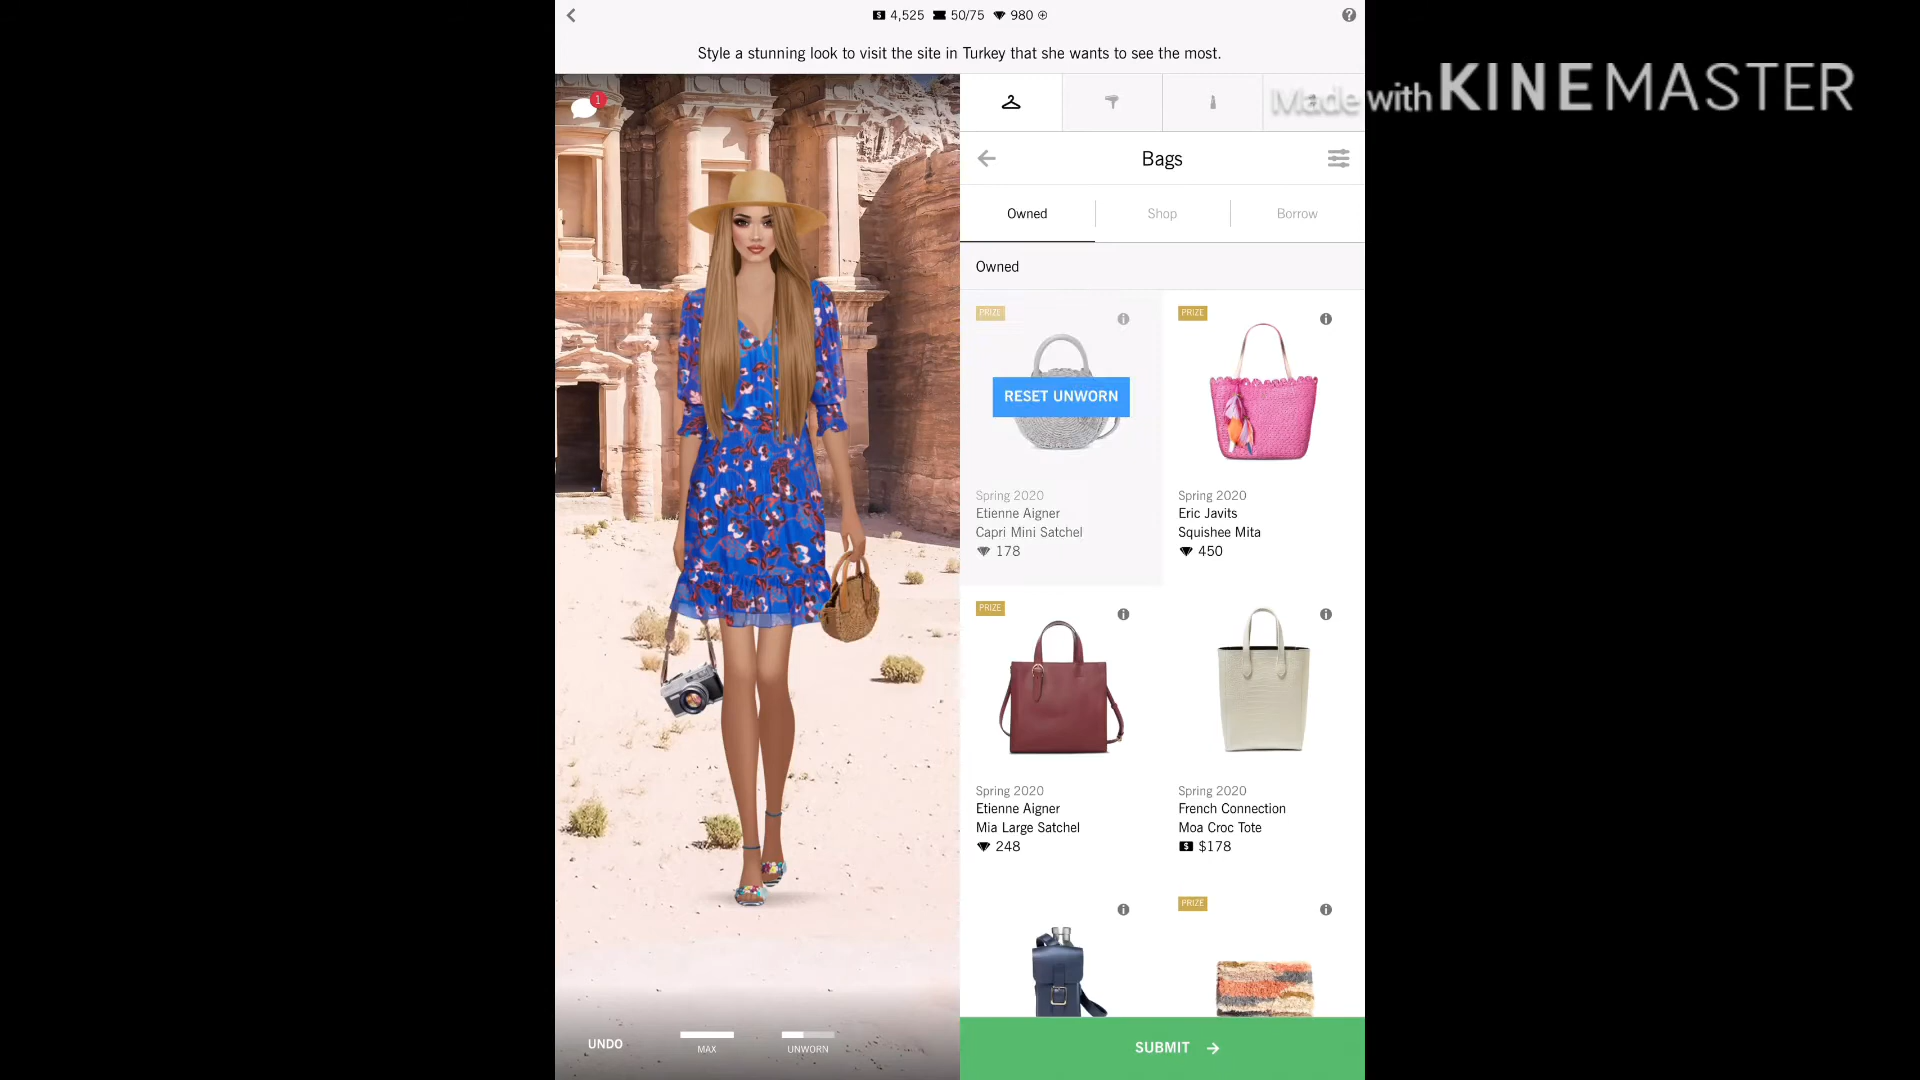 4,525 50/75 980
Style a stunning look to visit the site in Turkey that she wants to see the most.
1
Made with KINEMASTER
Bags
Owned Shop Borrow
Owned
PRIZE
RESET UNWORN
Spring 2020
Etienne Aigner
Capri Mini Satchel
178
PRIZE
Spring 2020
Eric Javits
Squishee Mita
450
PRIZE
Spring 2020
Etienne Aigner
Mia Large Satchel
248
Spring 2020
French Connection
Moa Croc Tote
$178
PRIZE
UNDO
MAX
UNWORN
SUBMIT